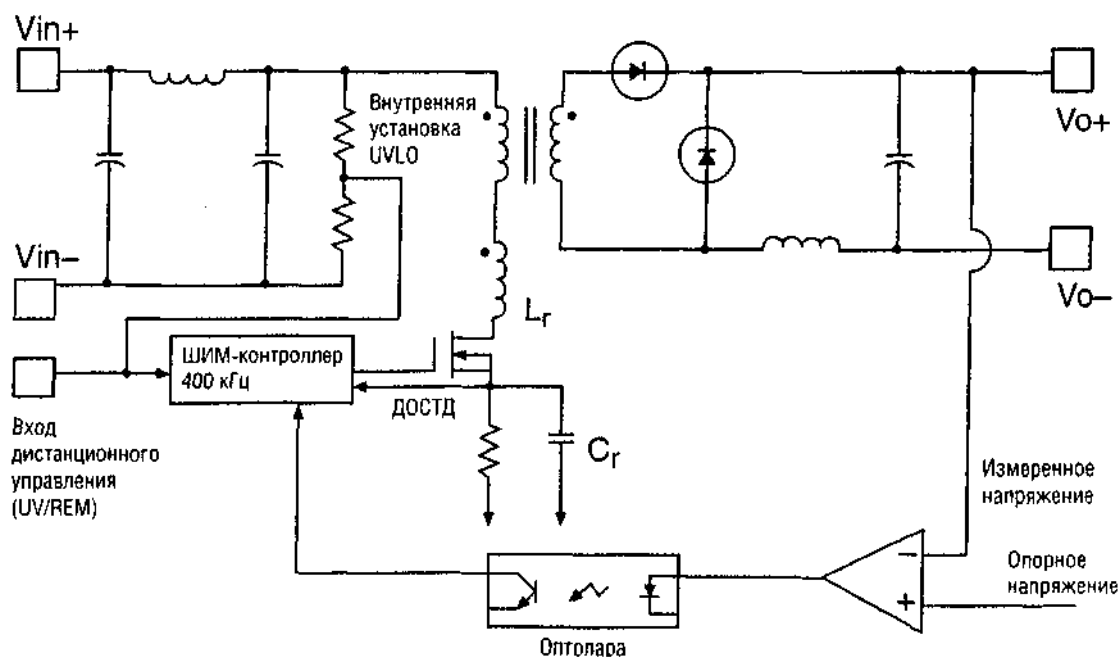 Vin+
Внутренняя
установка
UVLO
Vo+
Vin−
Vo−
Lr
ШИМ-контроллер
400 кГц
ДОСТД
Вход
дистанционного
управления
(UV/REM)
Cr
Измеренное
напряжение
−
Опорное
напряжение
+
Оптопара